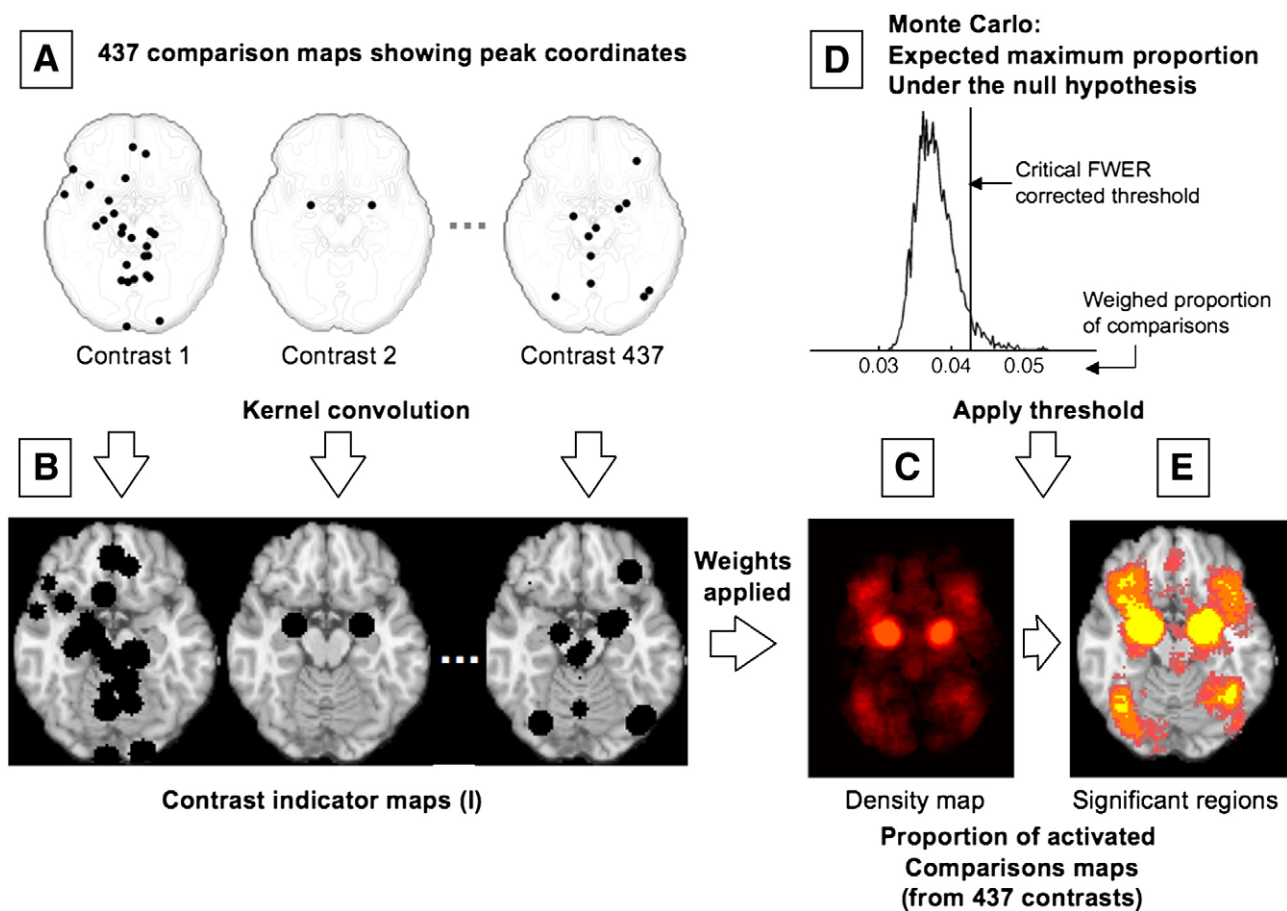 A
437 comparison maps showing peak coordinates
Contrast 1
Contrast 2
...
Contrast 437
D
Monte Carlo:
Expected maximum proportion
Under the null hypothesis
Critical FWER
corrected threshold
Weighed proportion
of comparisons
0.03 0.04 0.05
Kernel convolution
Apply threshold
B
...
Contrast indicator maps (I)
Weights
applied
C
E
Density map
Significant regions
Proportion of activated
Comparisons maps
(from 437 contrasts)